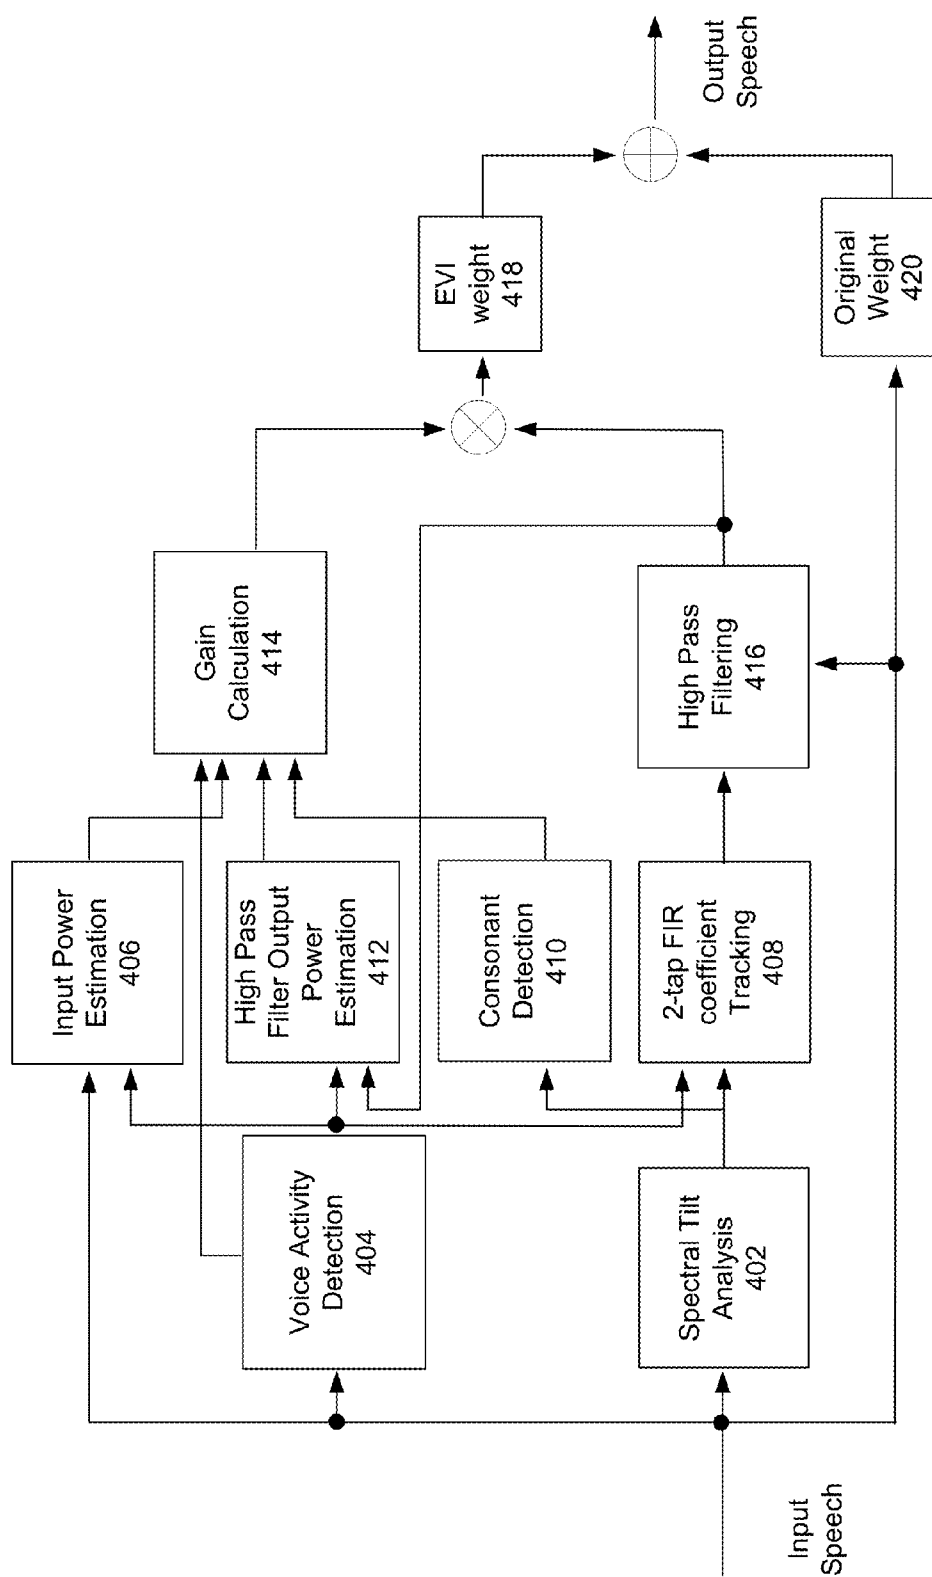 Input
Speech
Voice Activity
Detection
404
Spectral Tilt
Analysis
402
Input Power
Estimation
406
High Pass
Filter Output
Power
Estimation
412
Consonant
Detection
410
2-tap FIR
coefficient
Tracking
408
Gain
Calculation
414
High Pass
Filtering
416
EVI
weight
418
Original
Weight
420
Output
Speech